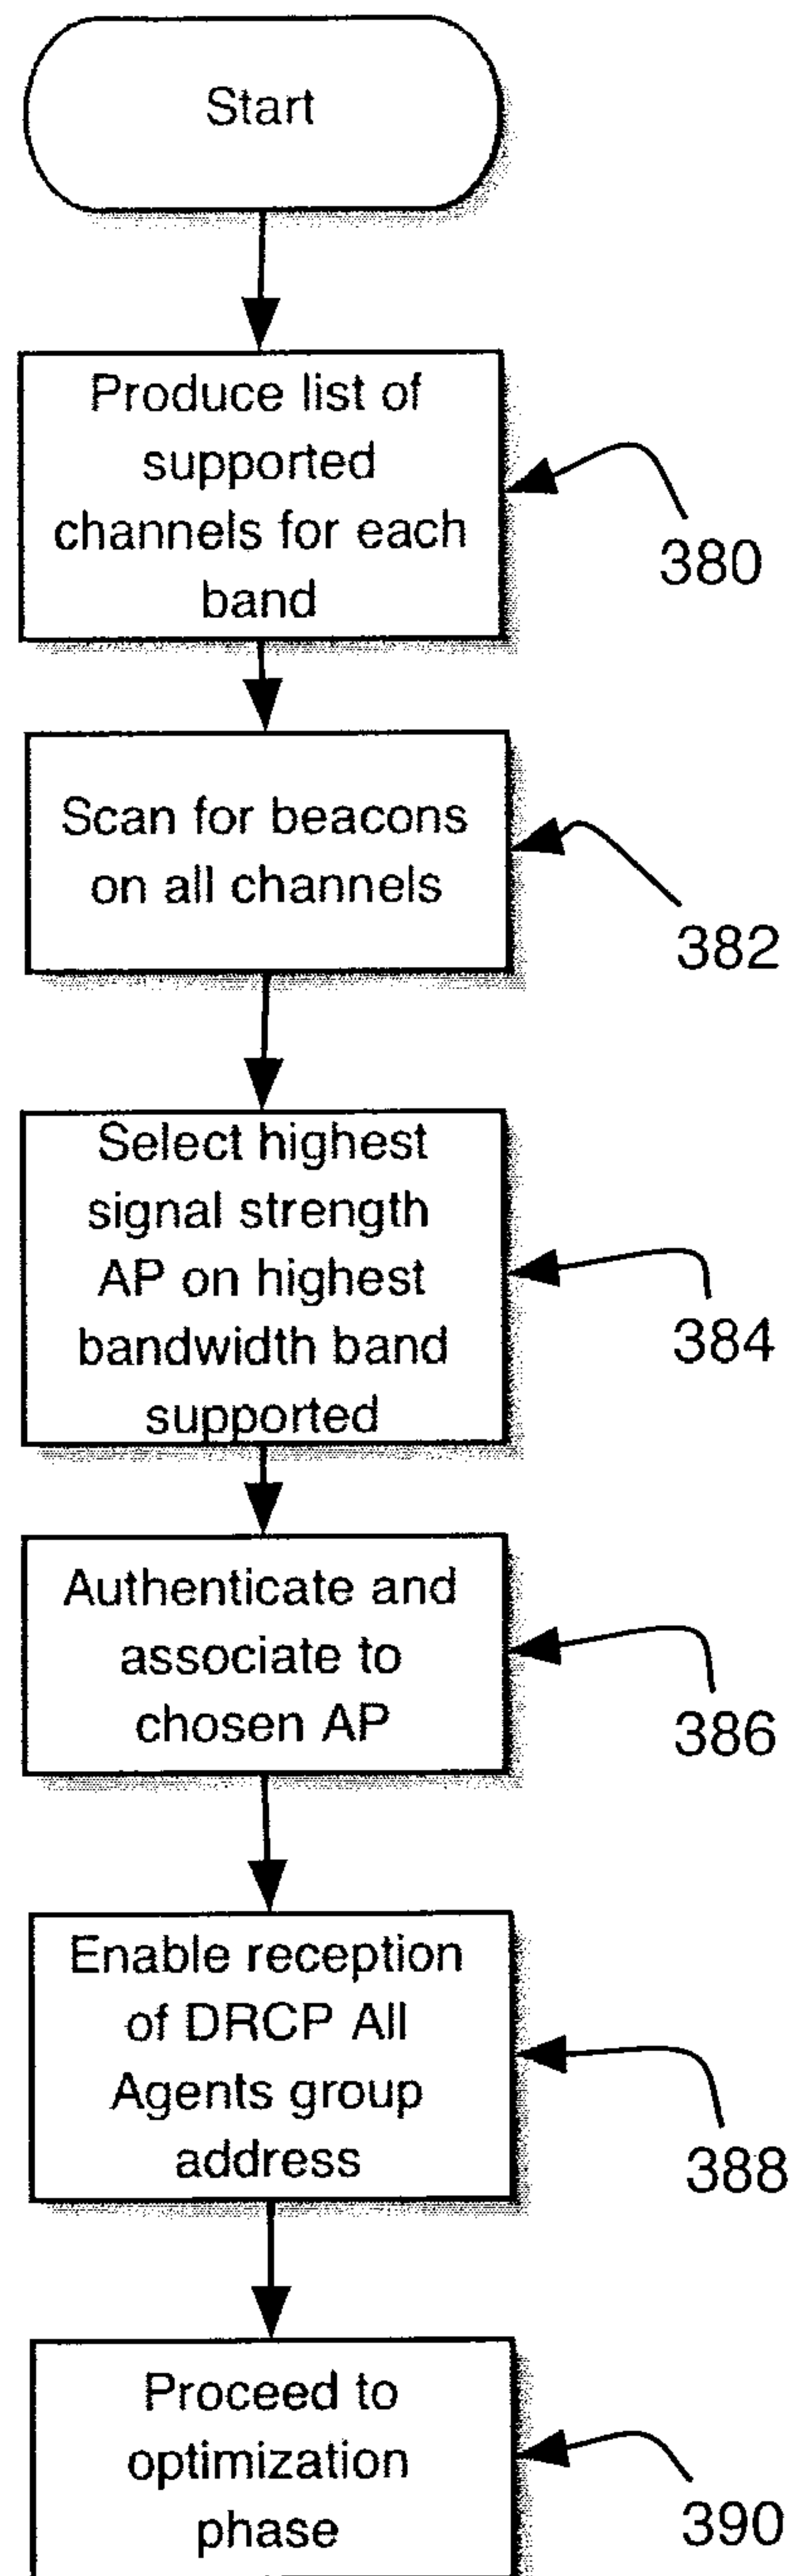 Start
Produce list of
supported
channels for each
band
380
Scan for beacons
on all channels
382
Select highest
signal strength
AP on highest
bandwidth band
supported
384
Authenticate and
associate to
chosen AP
386
Enable reception
of DRCP All
Agents group
address
388
Proceed to
optimization
phase
390